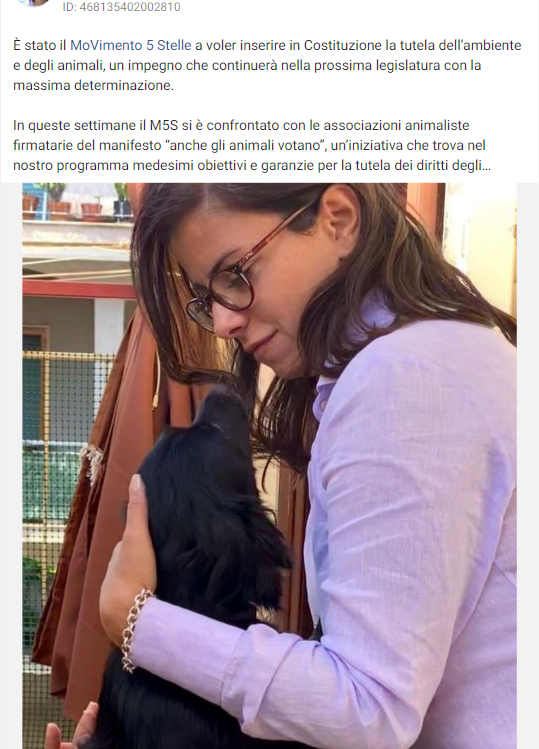 ID: 468135402002810
È stato il MoVimento 5 Stelle a voler inserire in Costituzione la tutela dell'ambiente
e degli animali, un impegno che continuerà nella prossima legislatura con la
massima determinazione.
In queste settimane il M5S si è confrontato con le associazioni animaliste
firmatarie del manifesto “anche gli animali votano”, un'iniziativa che trova nel
nostro programma medesimi obiettivi e garanzie per la tutela dei diritti degli...